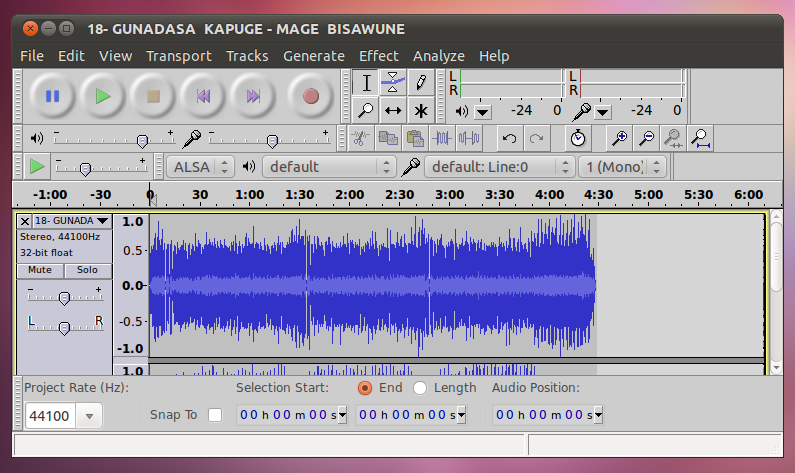 18- GUNADASA  KAPUGE - MAGE  BISAWUNE
File Edit View Transport Tracks Generate Effect Analyze Help
L
R
-24 0
L
R
-24 0
- +
- +
ALSA default default: Line:0 1 (Mono)
- +
-1:00 -30 0 30 1:00 1:30 2:00 2:30 3:00 3:30 4:00 4:30 5:00 5:30 6:00
X 18- GUNADA
Stereo, 44100Hz
32-bit float
Mute Solo
- +
L R
1.0
0.5-
0.0-
-0.5-
-1.0
1.0
Project Rate (Hz): Selection Start: End Length Audio Position:
44100 Snap To 00 h 00 m 00 s 00 h 00 m 00 s 00 h 00 m 00 s